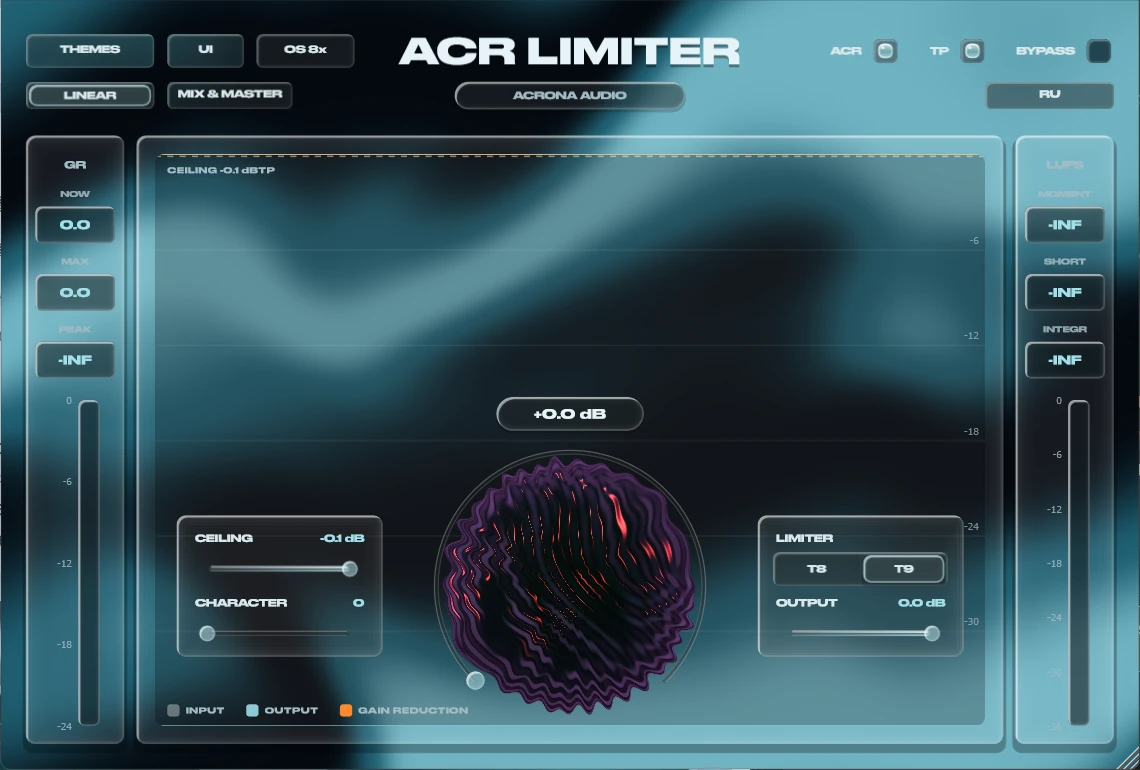 THEMES
UI
OS 8x
ACR LIMITER
ACR
TP
BYPASS
LINEAR
MIX & MASTER
ACRONA AUDIO
RU
GR
NOW
0.0
MAX
0.0
PEAK
-INF
0
-6
-12
-18
-24
CEILING -0.1 dBTP
-6
-12
-18
-24
-30
+0.0 dB
CEILING -0.1 dB
CHARACTER 0
LIMITER
T8 T9
OUTPUT 0.0 dB
INPUT OUTPUT GAIN REDUCTION
LUFS
MOMENT
-INF
SHORT
-INF
INTEGR
-INF
0
-6
-12
-18
-24
-30
-36